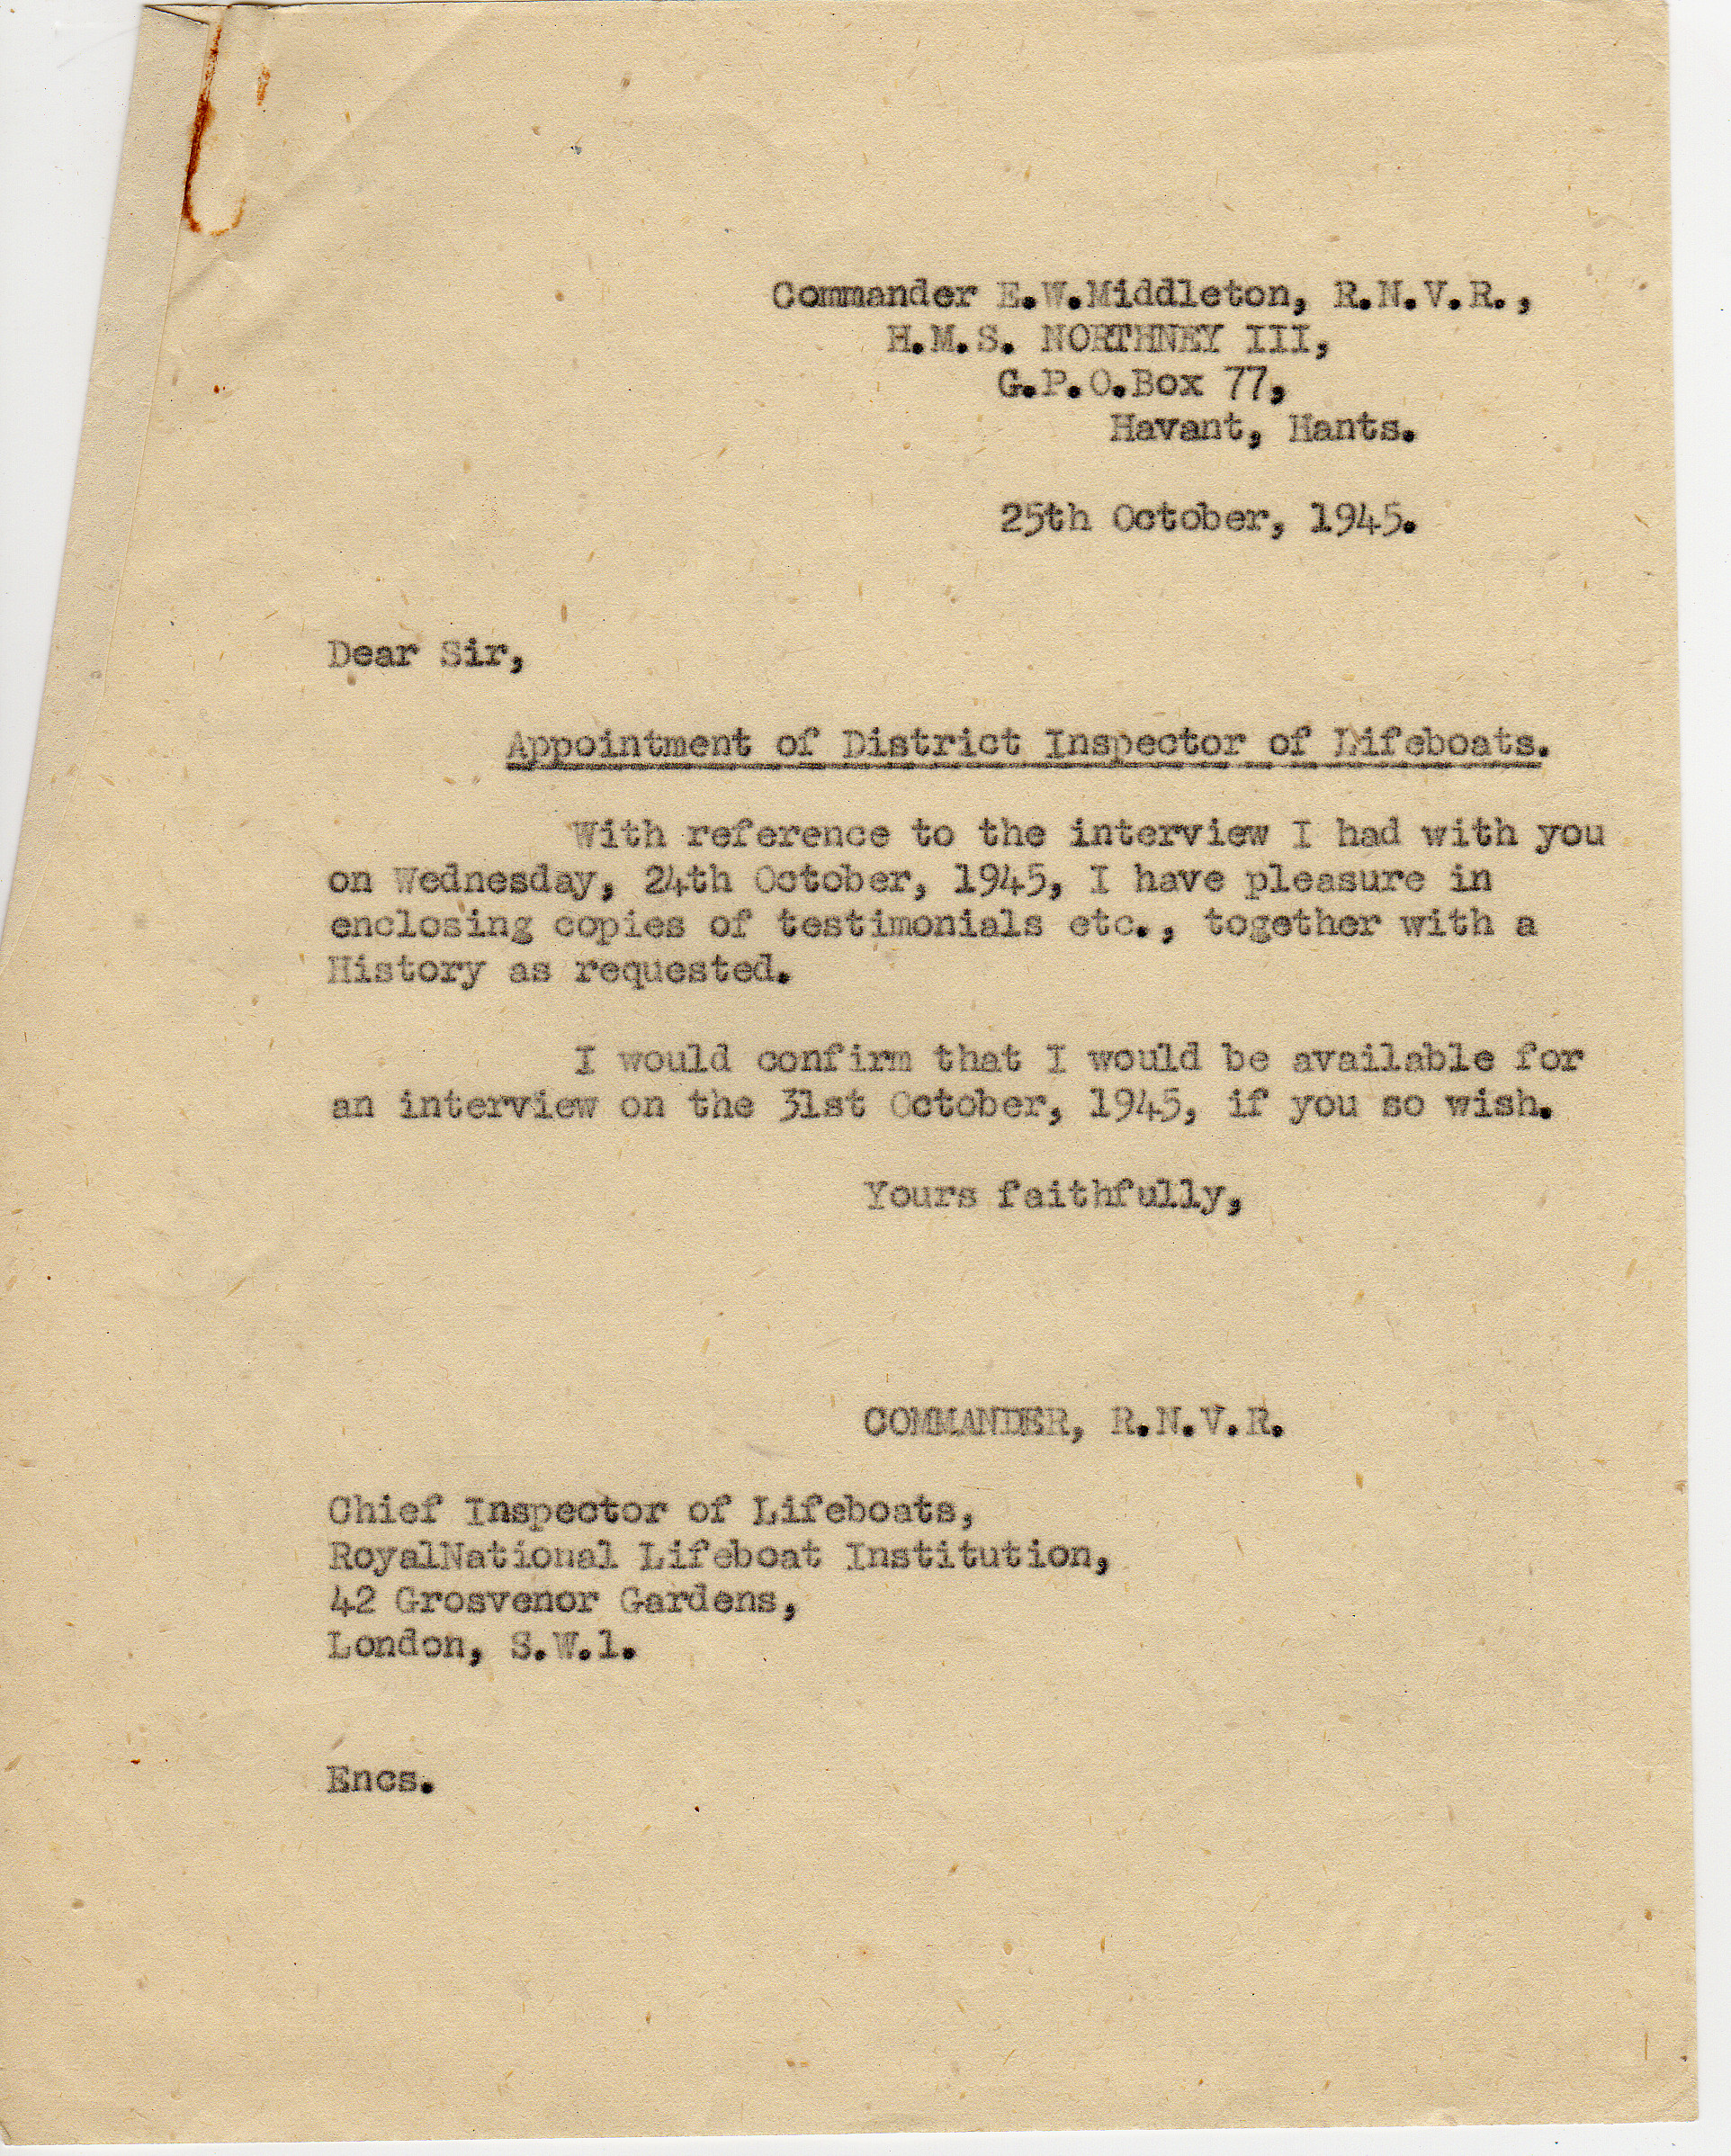 Commander E.W.Middleton, R.N.V.R.,
H.M.S. NORTHNEY III,
G.P.O.Box 77,
Havant, Hants.
25th October, 1945.
Dear Sir,
Appointment of District Inspector of Lifeboats.
With reference to the interview I had with you
on Wednesday, 24th October, 1945, I have pleasure in
enclosing copies of testimonials etc., together with a
History as requested.
I would confirm that I would be available for
an interview on the 31st October, 1945, if you so wish.
Yours faithfully,
COMMANDER, R.N.V.R.
Chief Inspector of Lifeboats,
RoyalNational Lifeboat Institution,
42 Grosvenor Gardens,
London, S.W.1.
Encs.